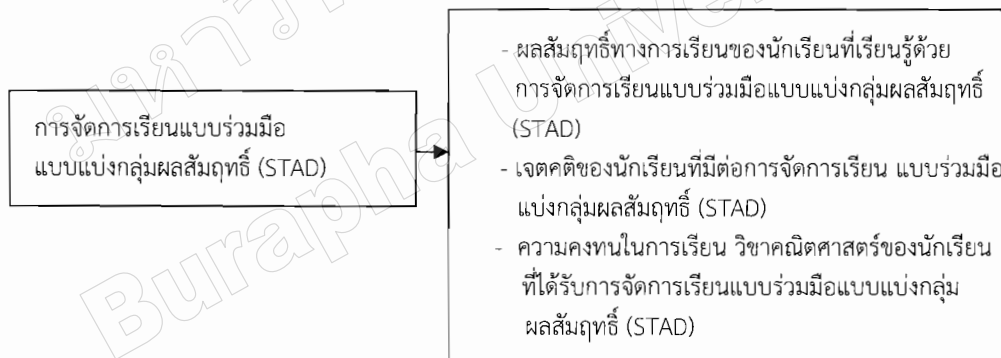 การจัดการเรียนแบบร่วมมือ
แบบแบ่งกลุ่มผลสัมฤทธิ์ (STAD)
- ผลสัมฤทธิ์ทางการเรียนของนักเรียนที่เรียนรู้ด้วย
การจัดการเรียนแบบร่วมมือแบบแบ่งกลุ่มผลสัมฤทธิ์
(STAD)
- เจตคติของนักเรียนที่มีต่อการจัดการเรียน แบบร่วมมือ
แบ่งกลุ่มผลสัมฤทธิ์ (STAD)
- ความคงทนในการเรียน วิชาคณิตศาสตร์ของนักเรียน
ที่ได้รับการจัดการเรียนแบบร่วมมือแบบแบ่งกลุ่ม
ผลสัมฤทธิ์ (STAD)
Burapha Univer